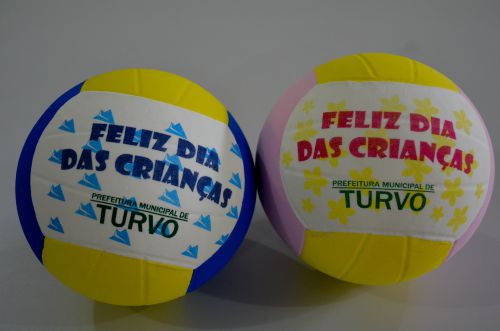 FELIZ DIA
DAS CRIANÇAS
PREFEITURA MUNICIPAL DE
TURVO
FELIZ DIA
DAS CRIANÇAS
PREFEITURA MUNICIPAL DE
TURVO